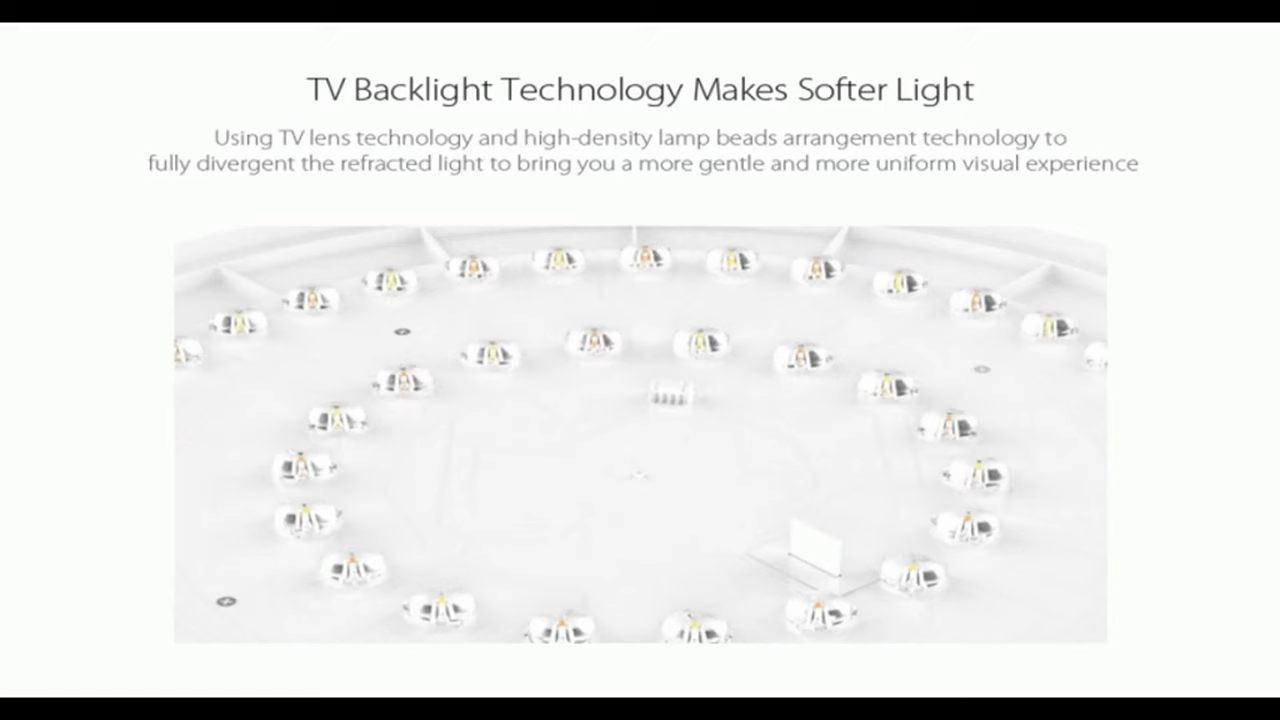 TV Backlight Technology Makes Softer Light
Using TV lens technology and high-density lamp beads arrangement technology to
fully divergent the refracted light to bring you a more gentle and more uniform visual experience